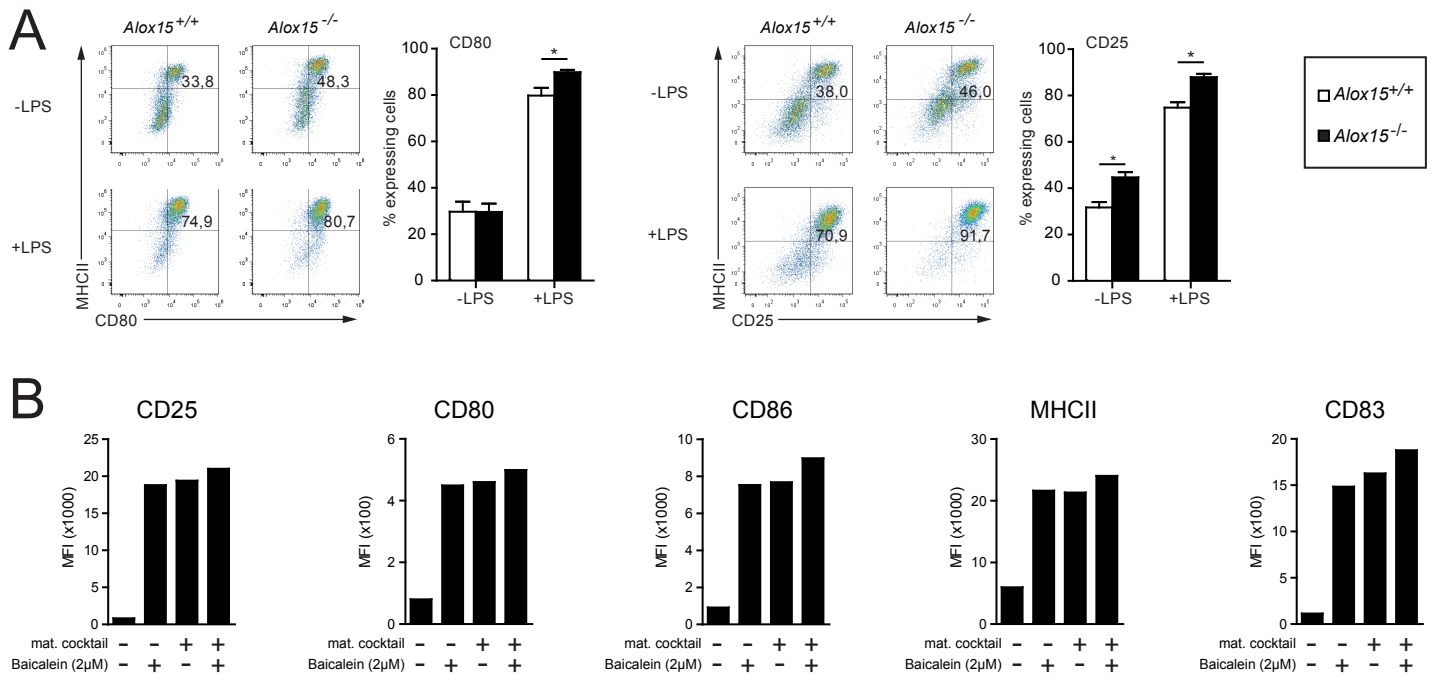 A
Alox15+/+ Alox15-/-
-LPS
33,8
48,3
+LPS
74,9
80,7
MHCII
CD80
CD80
% expressing cells
100
80
60
40
20
0
*
-LPS +LPS
Alox15+/+ Alox15-/-
-LPS
38,0
46,0
+LPS
70,9
91,7
MHCII
CD25
CD25
% expressing cells
100
80
60
40
20
0
*
*
-LPS +LPS
Alox15+/+
Alox15-/-
B
CD25
MFI (x1000)
25
20
15
10
5
0
mat. cocktail − − + +
Baicalein (2µM) − + − +
CD80
MFI (x100)
6
4
2
0
mat. cocktail − − + +
Baicalein (2µM) − + − +
CD86
MFI (x1000)
10
8
6
4
2
0
mat. cocktail − − + +
Baicalein (2µM) − + − +
MHCII
MFI (x1000)
30
20
10
0
mat. cocktail − − + +
Baicalein (2µM) − + − +
CD83
MFI (x100)
20
15
10
5
0
mat. cocktail − − + +
Baicalein (2µM) − + − +